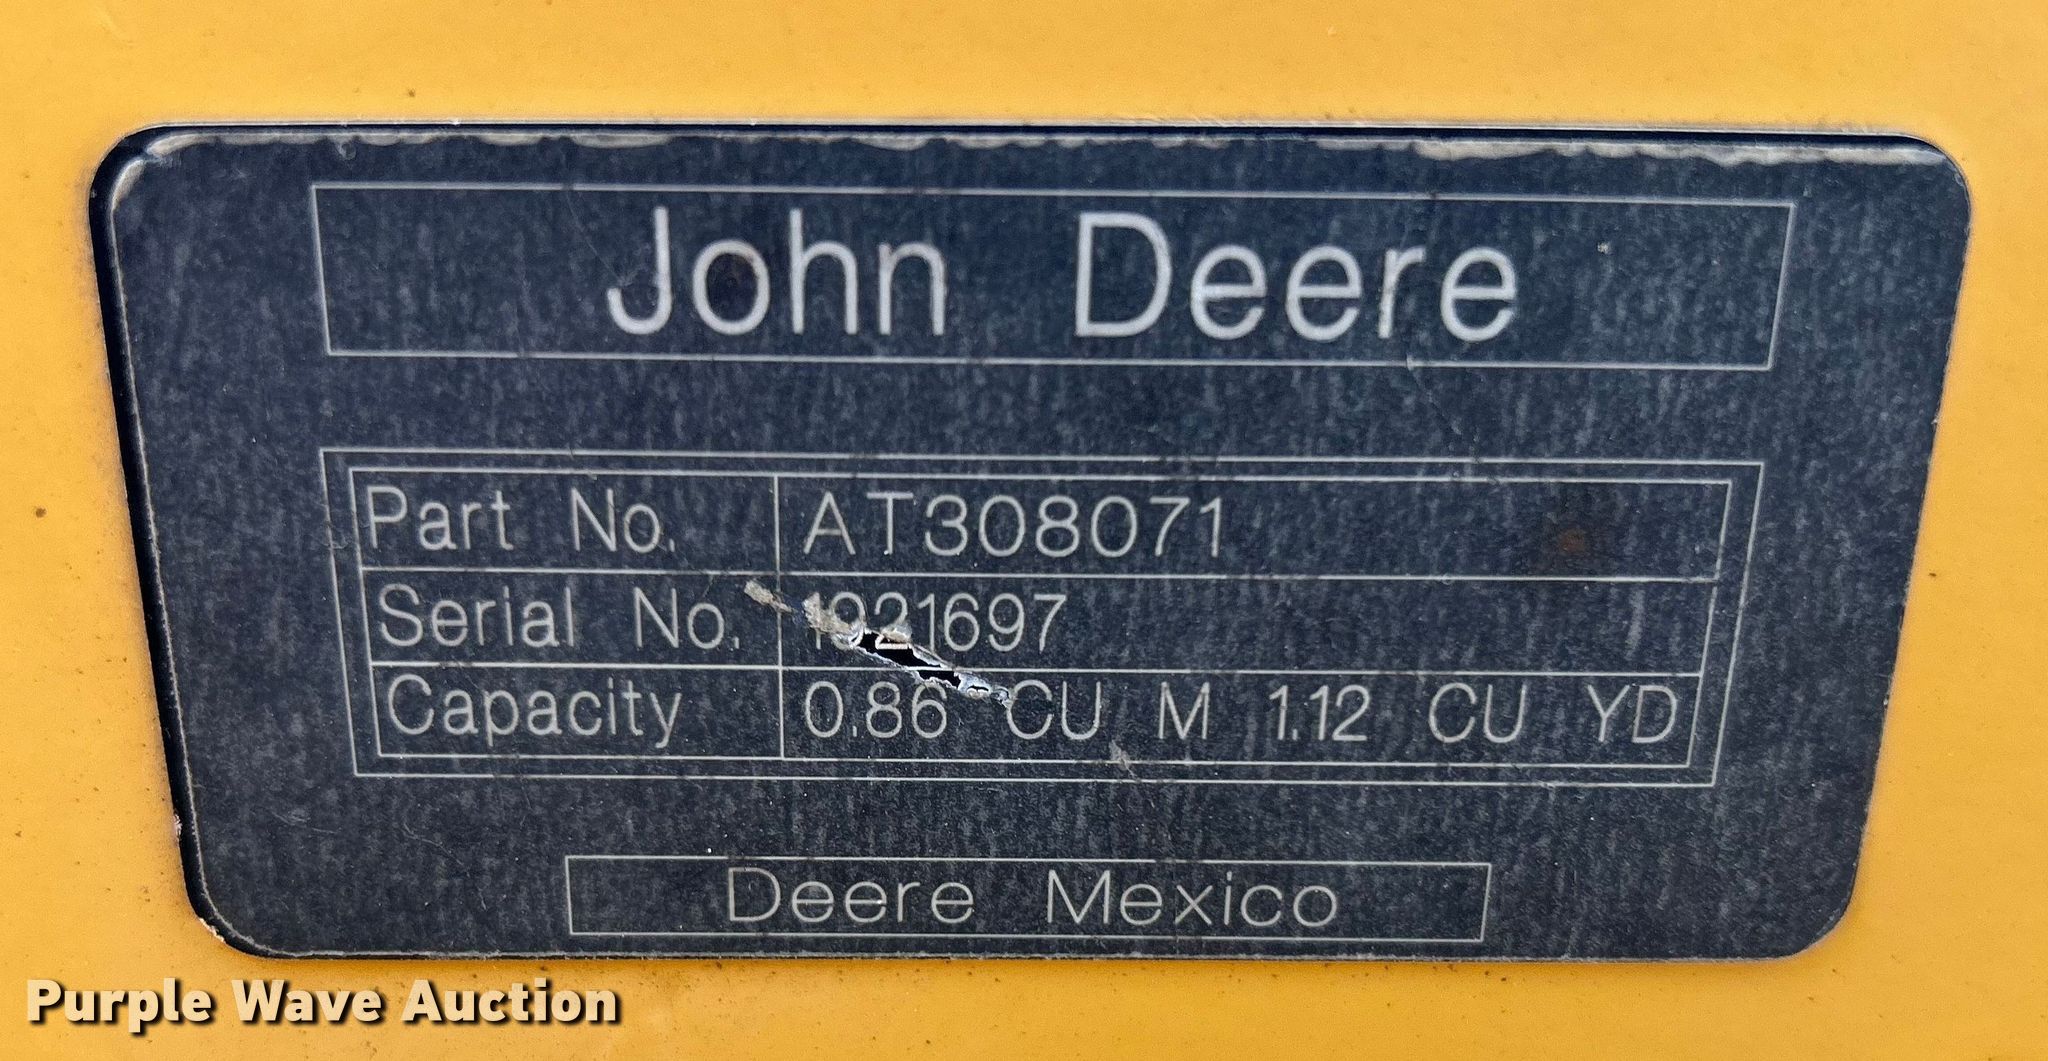 John Deere
Part No. AT308071
Serial No. 1921697
Capacity 0.86 CU M 1.12 CU YD
Deere Mexico
Purple Wave Auction